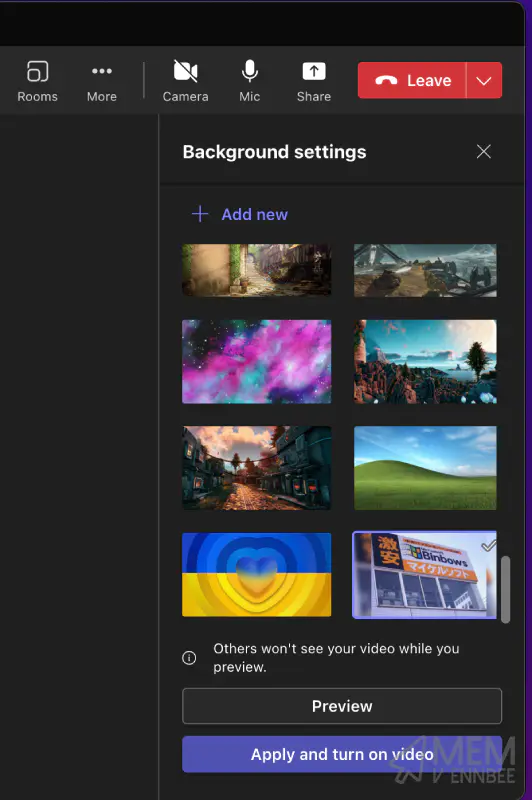 Rooms
More
Camera
Mic
Share
Leave
Background settings
Add new
激安
Binbows
マイケルソフト
Others won't see your video while you
preview.
Preview
Apply and turn on video
MEM
V ENNBEE